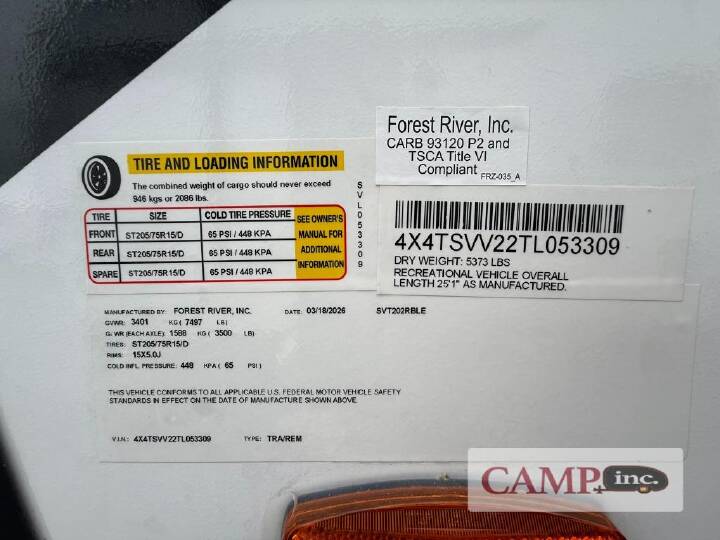 Forest River, Inc.
CARB 93120 P2 and
TSCA Title VI
Compliant
FRZ-035_A
TIRE AND LOADING INFORMATION
The combined weight of cargo should never exceed
946 kgs or 2086 lbs.
TIRE SIZE COLD TIRE PRESSURE
FRONT ST205/75R15/D 65 PSI / 448 KPA
REAR ST205/75R15/D 65 PSI / 448 KPA
SPARE ST205/75R15/D 65 PSI / 448 KPA
SEE OWNER'S
MANUAL FOR
ADDITIONAL
INFORMATION
SVL053309
4X4TSVV22TL053309
DRY WEIGHT: 5373 LBS
RECREATIONAL VEHICLE OVERALL
LENGTH 25'1" AS MANUFACTURED.
MANUFACTURED BY: FOREST RIVER, INC. DATE: 03/18/2026 SVT202RBLE
GVWR: 3401 KG ( 7497 LB)
GAWR (EACH AXLE): 1588 KG ( 3500 LB)
TIRES: ST205/75R15/D
RIMS: 15X5.0J
COLD INFL. PRESSURE: 448 KPA ( 65 PSI )
THIS VEHICLE CONFORMS TO ALL APPLICABLE U.S. FEDERAL MOTOR VEHICLE SAFETY
STANDARDS IN EFFECT ON THE DATE OF MANUFACTURE SHOWN ABOVE.
V.I.N.: 4X4TSVV22TL053309 TYPE: TRA/REM
CAMP inc.